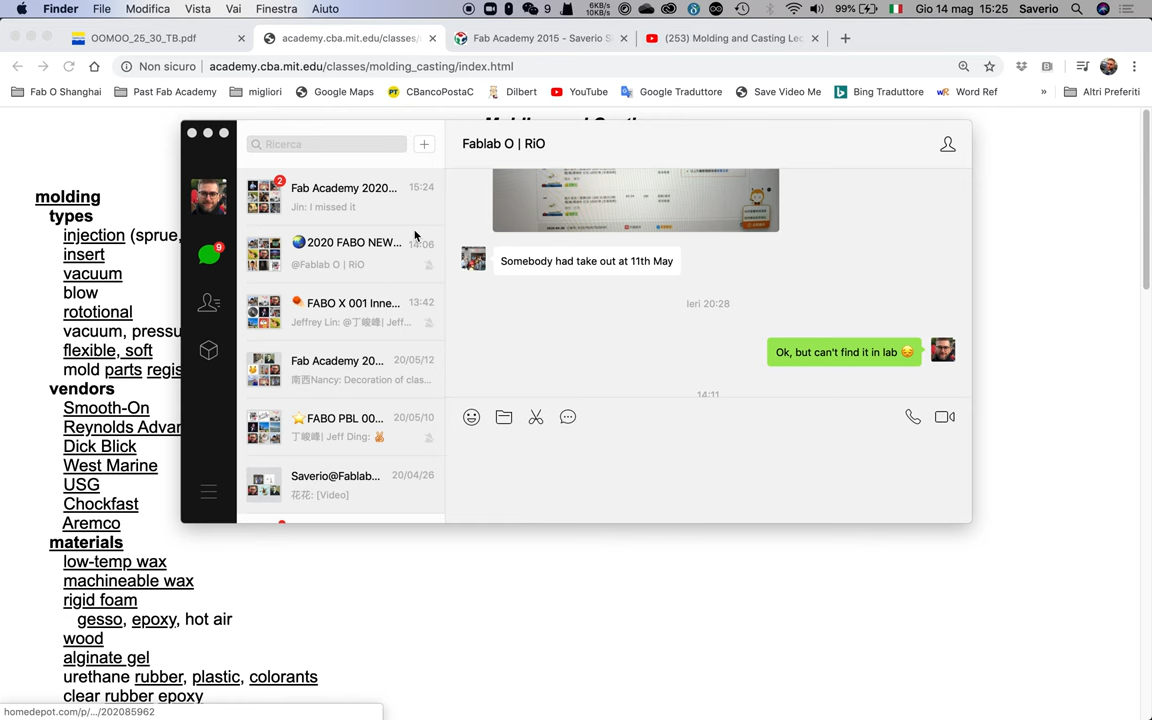 Finder File Modifica Vista Vai Finestra Aiuto 9 6KB/s 10KB/s 99% Gio 14 mag 15:25 Saverio
OOMOO_25_30_TB.pdf academy.cba.mit.edu/classes/ Fab Academy 2015 - Saverio S (253) Molding and Casting Lec
Non sicuro academy.cba.mit.edu/classes/molding_casting/index.html
Fab O Shanghai Past Fab Academy migliori Google Maps CBancoPostaC Dilbert YouTube Google Traduttore Save Video Me Bing Traduttore Word Ref » Altri Preferiti
molding
types
injection (sprue,
insert
vacuum
blow
rototional
vacuum, pressu
flexible, soft
mold parts regis
vendors
Smooth-On
Reynolds Advar
Dick Blick
West Marine
USG
Chockfast
Aremco
materials
low-temp wax
machineable wax
rigid foam
gesso, epoxy, hot air
wood
alginate gel
urethane rubber, plastic, colorants
clear rubber epoxy
homedepot.com/p/.../202085962
9
Ricerca
2
Fab Academy 2020... 15:24
Jin: I missed it
2020 FABO NEW... 14:06
@Fablab O | RiO
FABO X 001 Inne... 13:42
Jeffrey Lin: @丁峻峰| Jeff...
Fab Academy 20... 20/05/12
南西Nancy: Decoration of clas...
FABO PBL 00... 20/05/10
丁峻峰| Jeff Ding: ✌️
Saverio@Fablab... 20/04/26
花花: [Video]
Fablab O | RiO
Somebody had take out at 11th May
Ieri 20:28
Ok, but can't find it in lab 😔
14:11